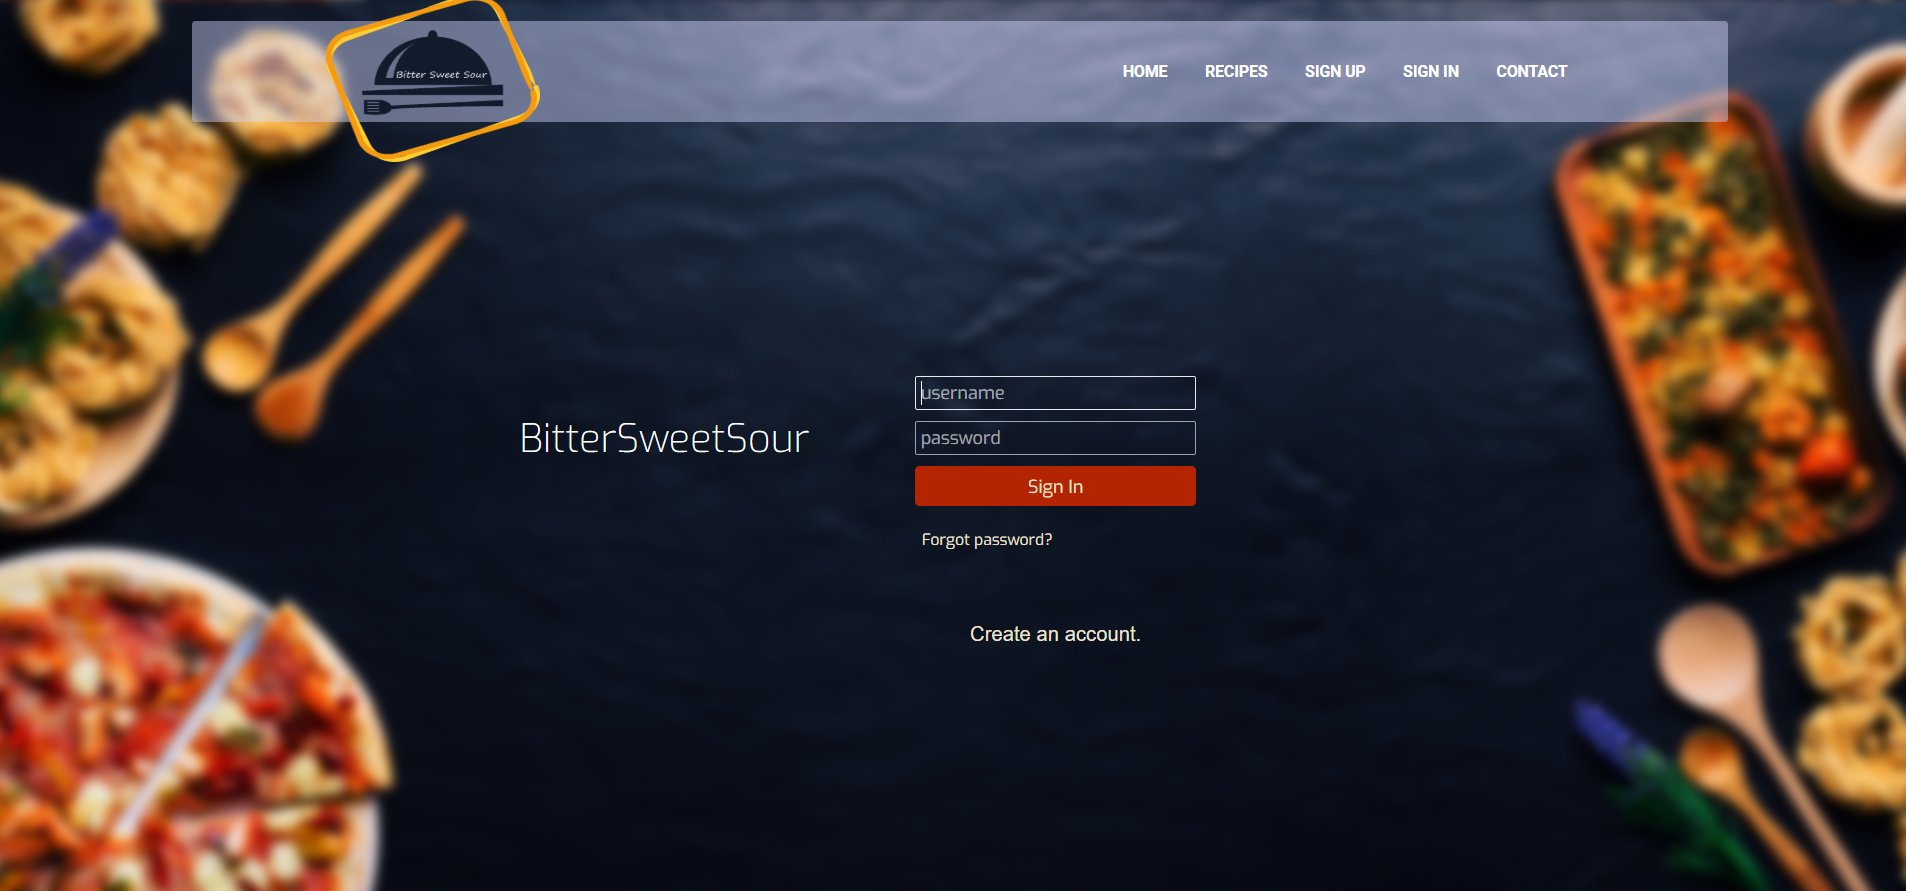 Bitter Sweet Sour
HOME RECIPES SIGN UP SIGN IN CONTACT
username
BitterSweetSour
password
Sign In
Forgot password?
Create an account.